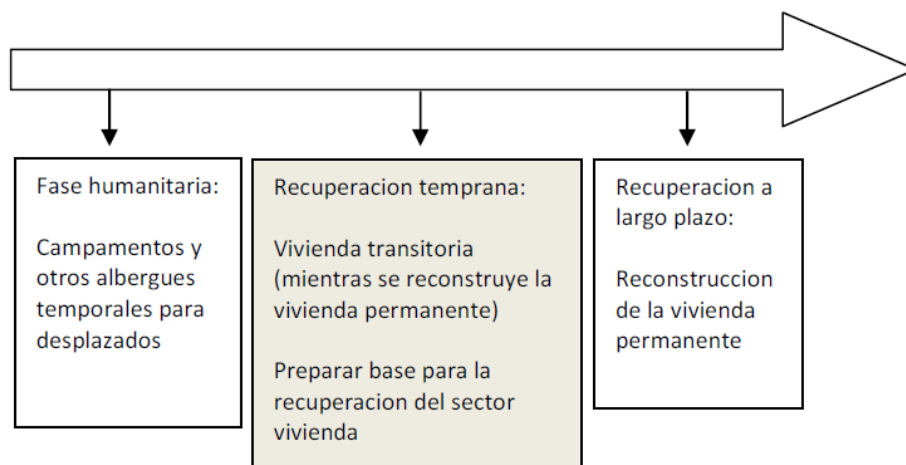 Fase humanitaria:
Campamentos y
otros albergues
temporales para
desplazados
Recuperacion temprana:
Vivienda transitoria
(mientras se reconstruye la
vivienda permanente)
Preparar base para la
recuperacion del sector
vivienda
Recuperacion a
largo plazo:
Reconstruccion
de la vivienda
permanente